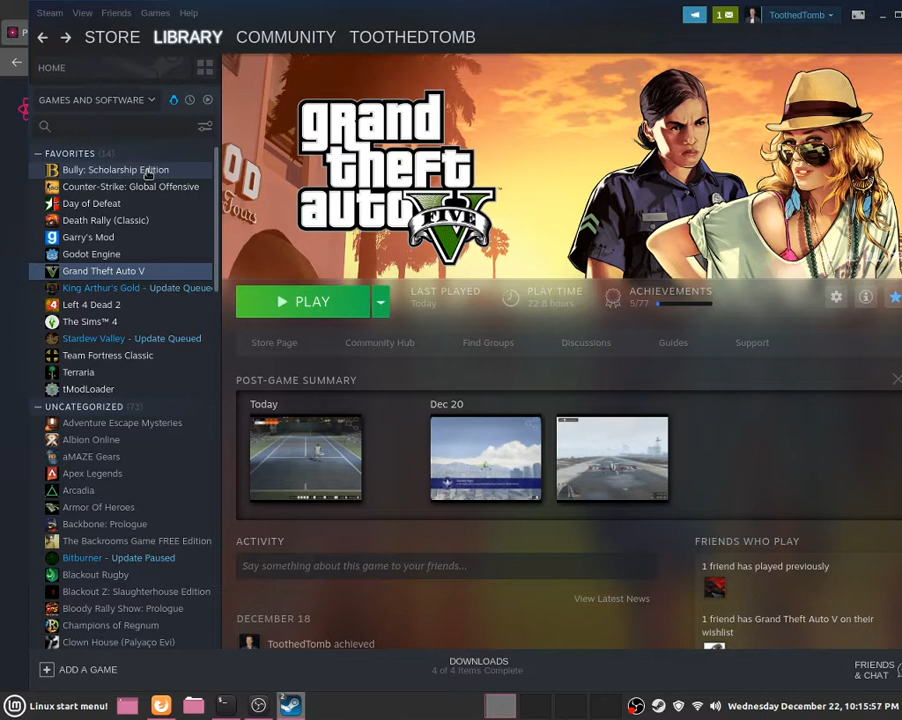 Steam View Friends Games Help
1
ToothedTomb
STORE LIBRARY COMMUNITY TOOTHEDTOMB
HOME
GAMES AND SOFTWARE
FAVORITES (14)
Bully: Scholarship Edition
Counter-Strike: Global Offensive
Day of Defeat
Death Rally (Classic)
Garry's Mod
Godot Engine
Grand Theft Auto V
King Arthur's Gold - Update Queue
Left 4 Dead 2
The Sims™ 4
Stardew Valley - Update Queued
Team Fortress Classic
Terraria
tModLoader
UNCATEGORIZED (73)
Adventure Escape Mysteries
Albion Online
aMAZE Gears
Apex Legends
Arcadia
Armor Of Heroes
Backbone: Prologue
The Backrooms Game FREE Edition
Bitburner - Update Paused
Blackout Rugby
Blackout Z: Slaughterhouse Edition
Bloody Rally Show: Prologue
Champions of Regnum
Clown House (Palyaço Evi)
ADD A GAME
grand
theft
auto
FIVE
PLAY
LAST PLAYED
Today
PLAY TIME
22.8 hours
ACHIEVEMENTS
5/77
Store Page Community Hub Find Groups Discussions Guides Support
POST-GAME SUMMARY
Today Dec 20
ACTIVITY
Say something about this game to your friends...
View Latest News
DECEMBER 18
ToothedTomb achieved
FRIENDS WHO PLAY
1 friend has played previously
1 friend has Grand Theft Auto V on their
wishlist
DOWNLOADS
4 of 4 Items Complete
FRIENDS
& CHAT
Linux start menu!
2
Wednesday December 22, 10:15:57 PM